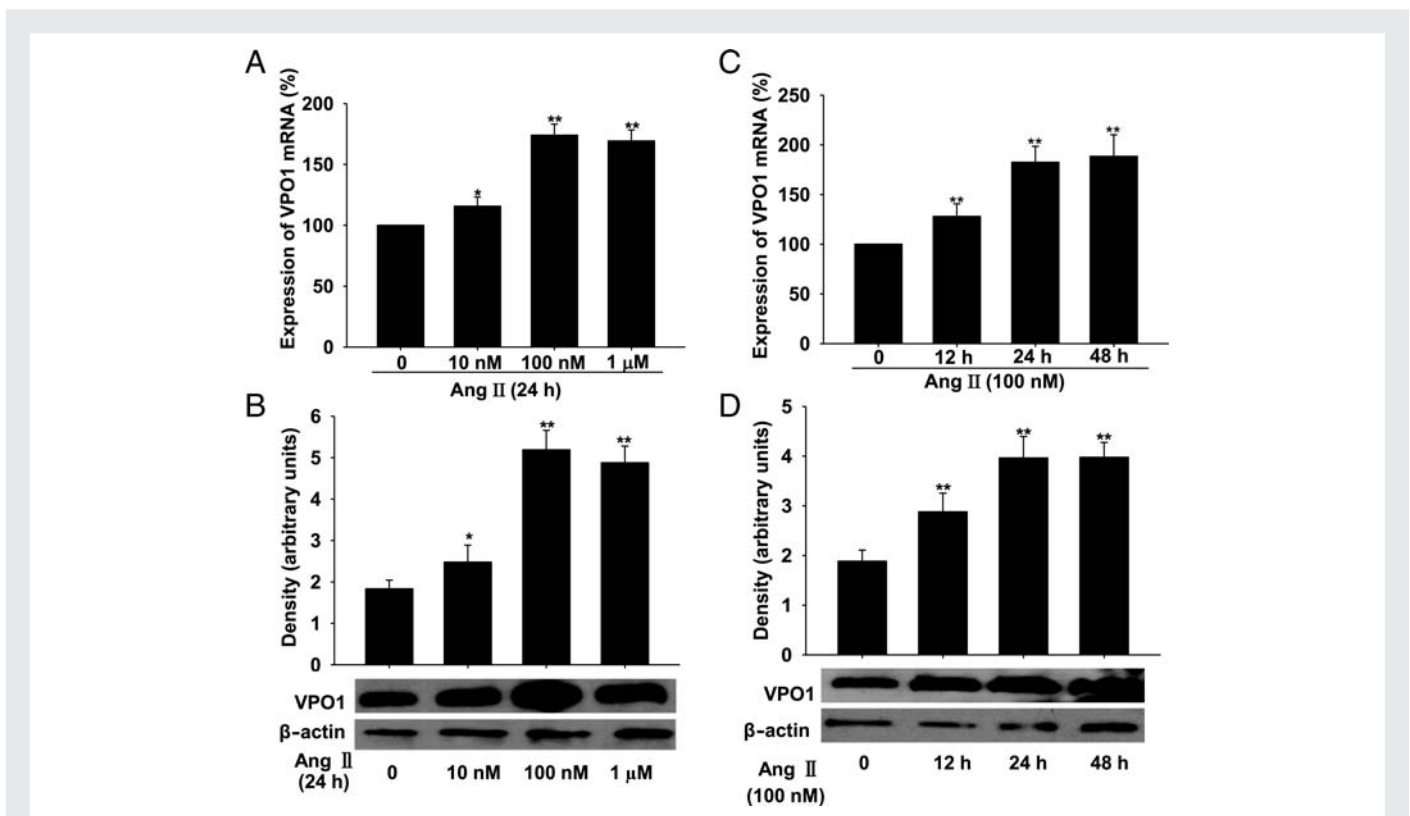 A
Expression of VPO1 mRNA (%)
200
150
100
50
0
*
**
**
0 10 nM 100 nM 1 μM
Ang Ⅱ (24 h)
B
Density (arbitrary units)
6
5
4
3
2
1
0
*
**
**
VPO1
β-actin
Ang Ⅱ
(24 h)
0 10 nM 100 nM 1 μM
C
Expression of VPO1 mRNA (%)
250
200
150
100
50
0
**
**
**
0 12 h 24 h 48 h
Ang Ⅱ (100 nM)
D
Density (arbitrary units)
5
4
3
2
1
0
**
**
**
VPO1
β-actin
Ang Ⅱ
(100 nM)
0 12 h 24 h 48 h